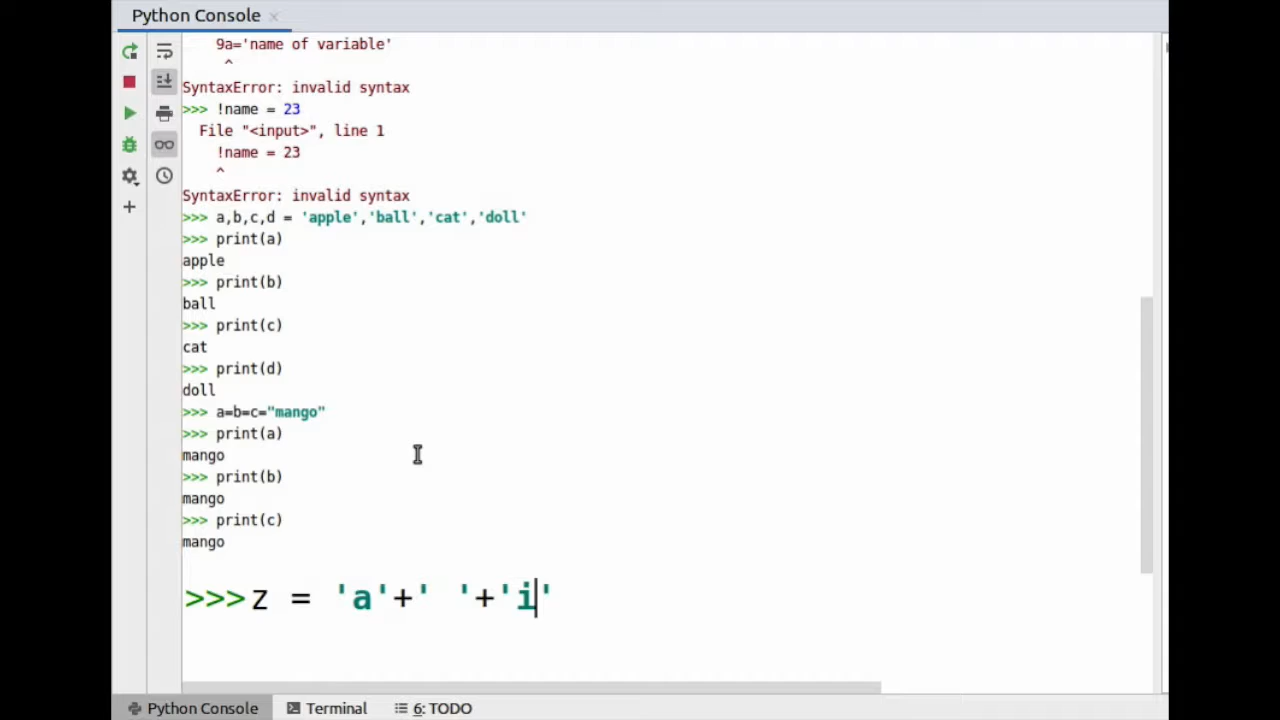 Python Console
9a='name of variable'
^
SyntaxError: invalid syntax
>>> !name = 23
File "<input>", line 1
!name = 23
^
SyntaxError: invalid syntax
>>> a,b,c,d = 'apple','ball','cat','doll'
>>> print(a)
apple
>>> print(b)
ball
>>> print(c)
cat
>>> print(d)
doll
>>> a=b=c="mango"
>>> print(a)
mango
>>> print(b)
mango
>>> print(c)
mango
>>>z = 'a'+' '+'i'
Python Console Terminal 6: TODO